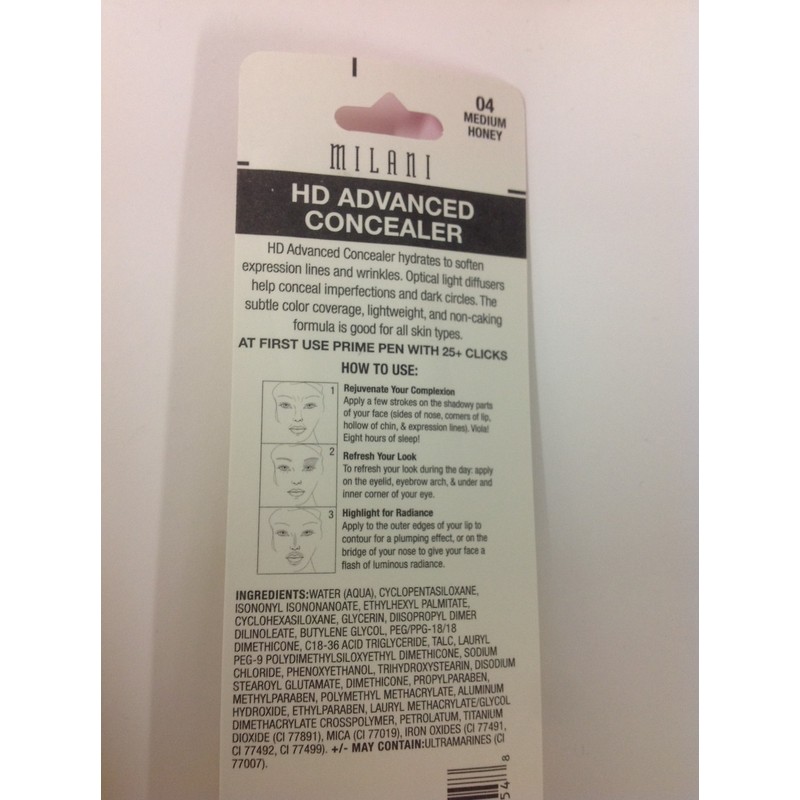 04
MEDIUM
HONEY
MILANI
HD ADVANCED
CONCEALER
HD Advanced Concealer hydrates to soften
expression lines and wrinkles. Optical light diffusers
help conceal imperfections and dark circles. The
subtle color coverage, lightweight, and non-caking
formula is good for all skin types.
AT FIRST USE PRIME PEN WITH 25+ CLICKS
HOW TO USE:
1
Rejuvenate Your Complexion
Apply a few strokes on the shadowy parts
of your face (sides of nose, corners of lip,
hollow of chin, & expression lines). Viola!
Eight hours of sleep!
2
Refresh Your Look
To refresh your look during the day: apply
on the eyelid, eyebrow arch, & under and
inner corner of your eye.
3
Highlight for Radiance
Apply to the outer edges of your lip to
contour for a plumping effect, or on the
bridge of your nose to give your face a
flash of luminous radiance.
INGREDIENTS:WATER (AQUA), CYCLOPENTASILOXANE,
ISONONYL ISONONANOATE, ETHYLHEXYL PALMITATE,
CYCLOHEXASILOXANE, GLYCERIN, DIISOPROPYL DIMER
DILINOLEATE, BUTYLENE GLYCOL, PEG/PPG-18/18
DIMETHICONE, C18-36 ACID TRIGLYCERIDE, TALC, LAURYL
PEG-9 POLYDIMETHYLSILOXYETHYL DIMETHICONE, SODIUM
CHLORIDE, PHENOXYETHANOL, TRIHYDROXYSTEARIN, DISODIUM
STEAROYL GLUTAMATE, DIMETHICONE, PROPYLPARABEN,
METHYLPARABEN, POLYMETHYL METHACRYLATE, ALUMINUM
HYDROXIDE, ETHYLPARABEN, LAURYL METHACRYLATE/GLYCOL
DIMETHACRYLATE CROSSPOLYMER, PETROLATUM, TITANIUM
DIOXIDE (CI 77891), MICA (CI 77019), IRON OXIDES (CI 77491,
CI 77492, CI 77499). +/- MAY CONTAIN:ULTRAMARINES (CI
77007).
54 8